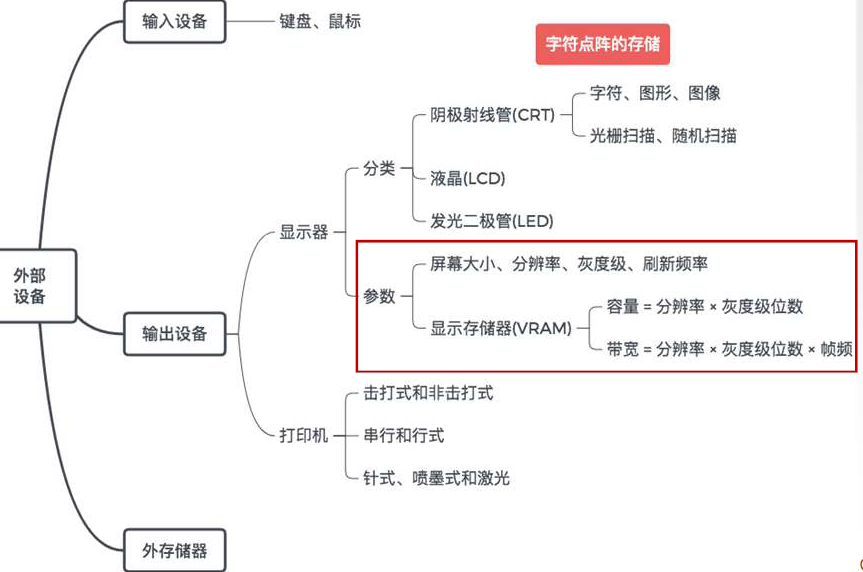 输入设备
键盘、鼠标
字符点阵的存储
字符、图形、图像
阴极射线管(CRT)
光栅扫描、随机扫描
分类
液晶(LCD)
发光二极管(LED)
显示器
屏幕大小、分辨率、灰度级、刷新频率
外部
设备
参数
容量 = 分辨率 × 灰度级位数
显示存储器(VRAM)
输出设备
带宽 = 分辨率 × 灰度级位数 × 帧频
击打式和非击打式
打印机
串行和行式
针式、喷墨式和激光
外存储器